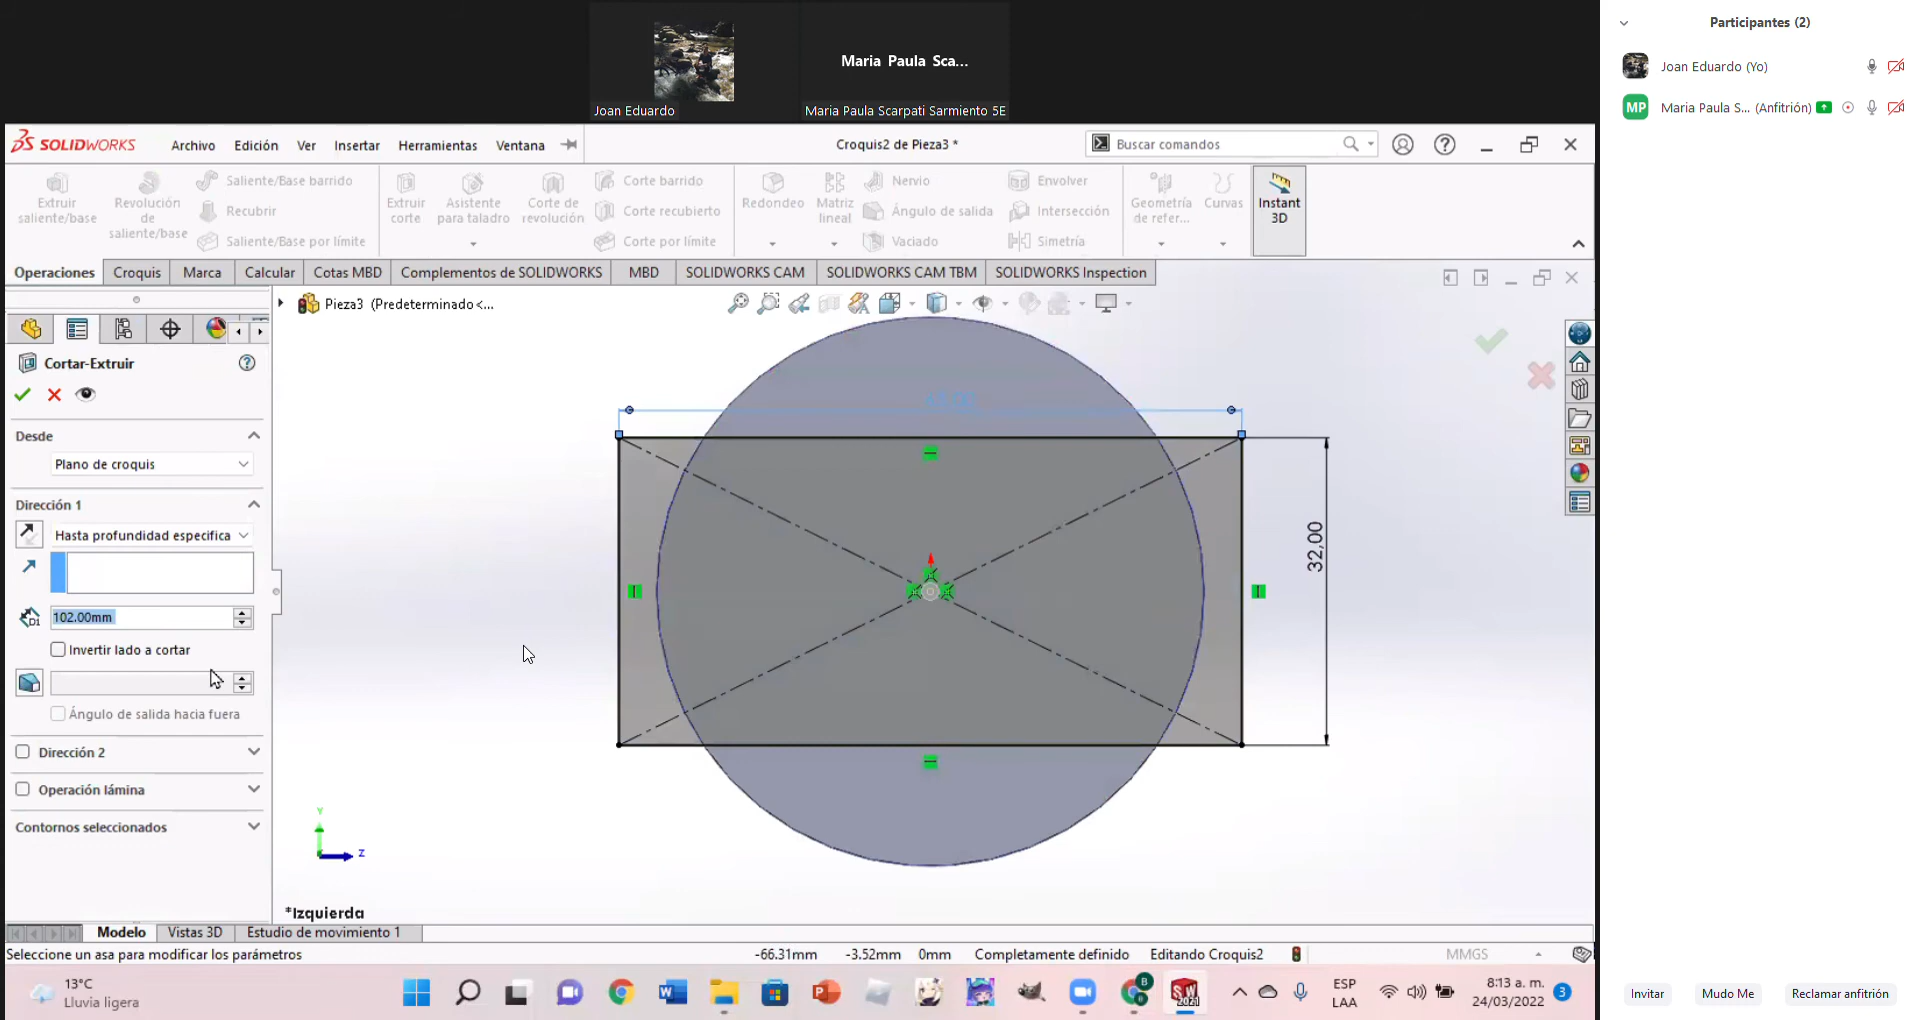 Maria Paula Sca...
Joan Eduardo
Maria Paula Scarpati Sarmiento 5E
Participantes (2)
Joan Eduardo (Yo)
MP
Maria Paula S... (Anfitrión)
SOLIDWORKS
Archivo
Edición
Ver
Insertar
Herramientas
Ventana
Croquis2 de Pieza3 *
Buscar comandos
Extruir
saliente/base
Revolución
de
saliente/base
Saliente/Base barrido
Recubrir
Saliente/Base por límite
Extruir
corte
Asistente
para taladro
Corte de
revolución
Corte barrido
Corte recubierto
Corte por límite
Redondeo
Matriz
lineal
Nervio
Ángulo de salida
Vaciado
Envolver
Intersección
Simetría
Geometría
de refer...
Curvas
Instant
3D
Operaciones
Croquis
Marca
Calcular
Cotas MBD
Complementos de SOLIDWORKS
MBD
SOLIDWORKS CAM
SOLIDWORKS CAM TBM
SOLIDWORKS Inspection
Pieza3 (Predeterminado<...
Cortar-Extruir
Desde
Plano de croquis
Dirección 1
Hasta profundidad especifica
D1
102.00mm
Invertir lado a cortar
Ángulo de salida hacia fuera
Dirección 2
Operación lámina
Contornos seleccionados
32,00
Y
Z
*Izquierda
Modelo
Vistas 3D
Estudio de movimiento 1
Seleccione un asa para modificar los parámetros
-66.31mm
-3.52mm
0mm
Completamente definido
Editando Croquis2
MMGS
13°C
Lluvia ligera
ESP
LAA
8:13 a. m.
24/03/2022
3
Invitar
Mudo Me
Reclamar anfitrión